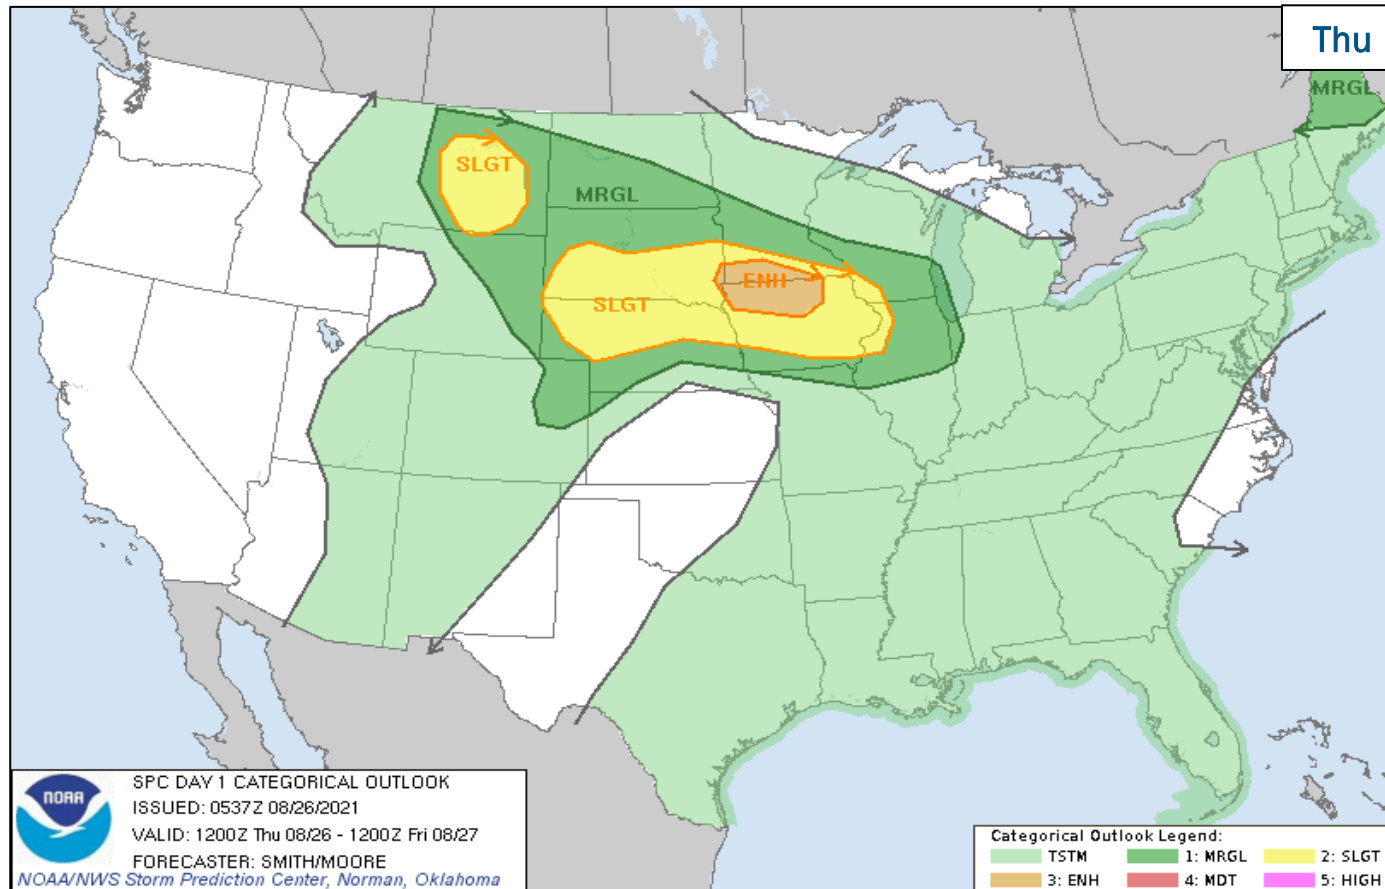 Thu
MRGL
SLGT
MRGL
ENH
SLGT
NOAA
SPC DAY 1 CATEGORICAL OUTLOOK
ISSUED: 0537Z 08/26/2021
VALID: 1200Z Thu 08/26 - 1200Z Fri 08/27
FORECASTER: SMITH/MOORE
NOAA/NWS Storm Prediction Center, Norman, Oklahoma
Categorical Outlook Legend:
TSTM 1: MRGL 2: SLGT
3: ENH 4: MDT 5: HIGH